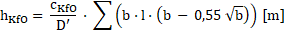 h_KfO = c_KfO / D′ · ∑ (b · l · (b − 0,55 √b)) [m]